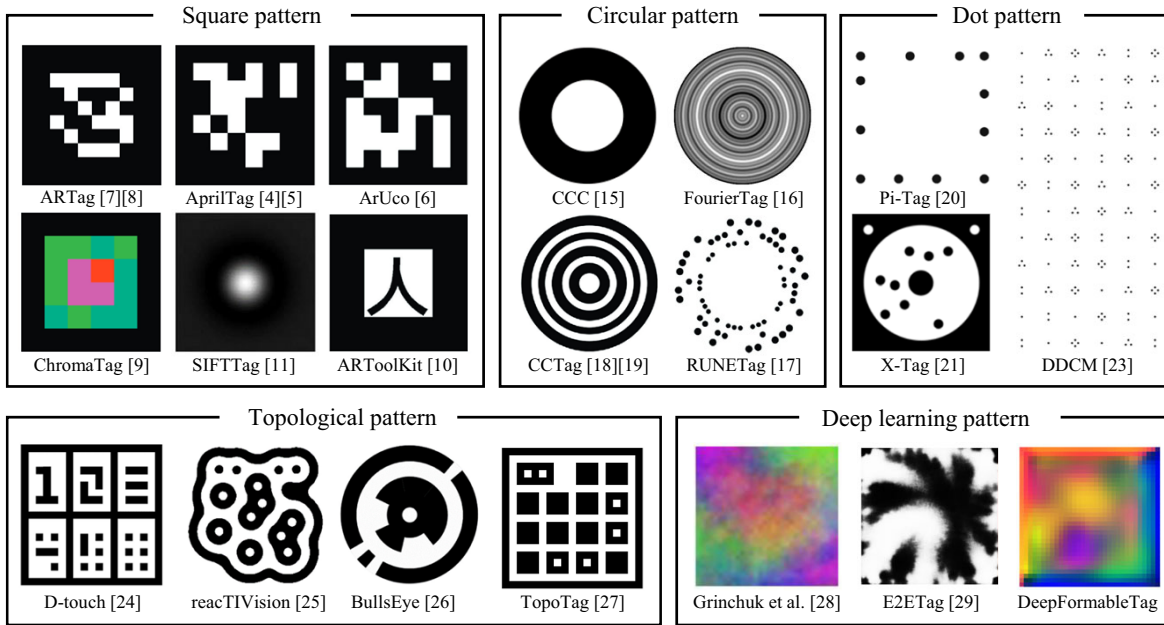 Square pattern
ARTag [7][8]
AprilTag [4][5]
ArUco [6]
ChromaTag [9]
SIFTTag [11]
ARToolKit [10]
Circular pattern
CCC [15]
FourierTag [16]
CCTag [18][19]
RUNETag [17]
Dot pattern
Pi-Tag [20]
X-Tag [21]
DDCM [23]
Topological pattern
D-touch [24]
reacTIVision [25]
BullsEye [26]
TopoTag [27]
Deep learning pattern
Grinchuk et al. [28]
E2ETag [29]
DeepFormableTag